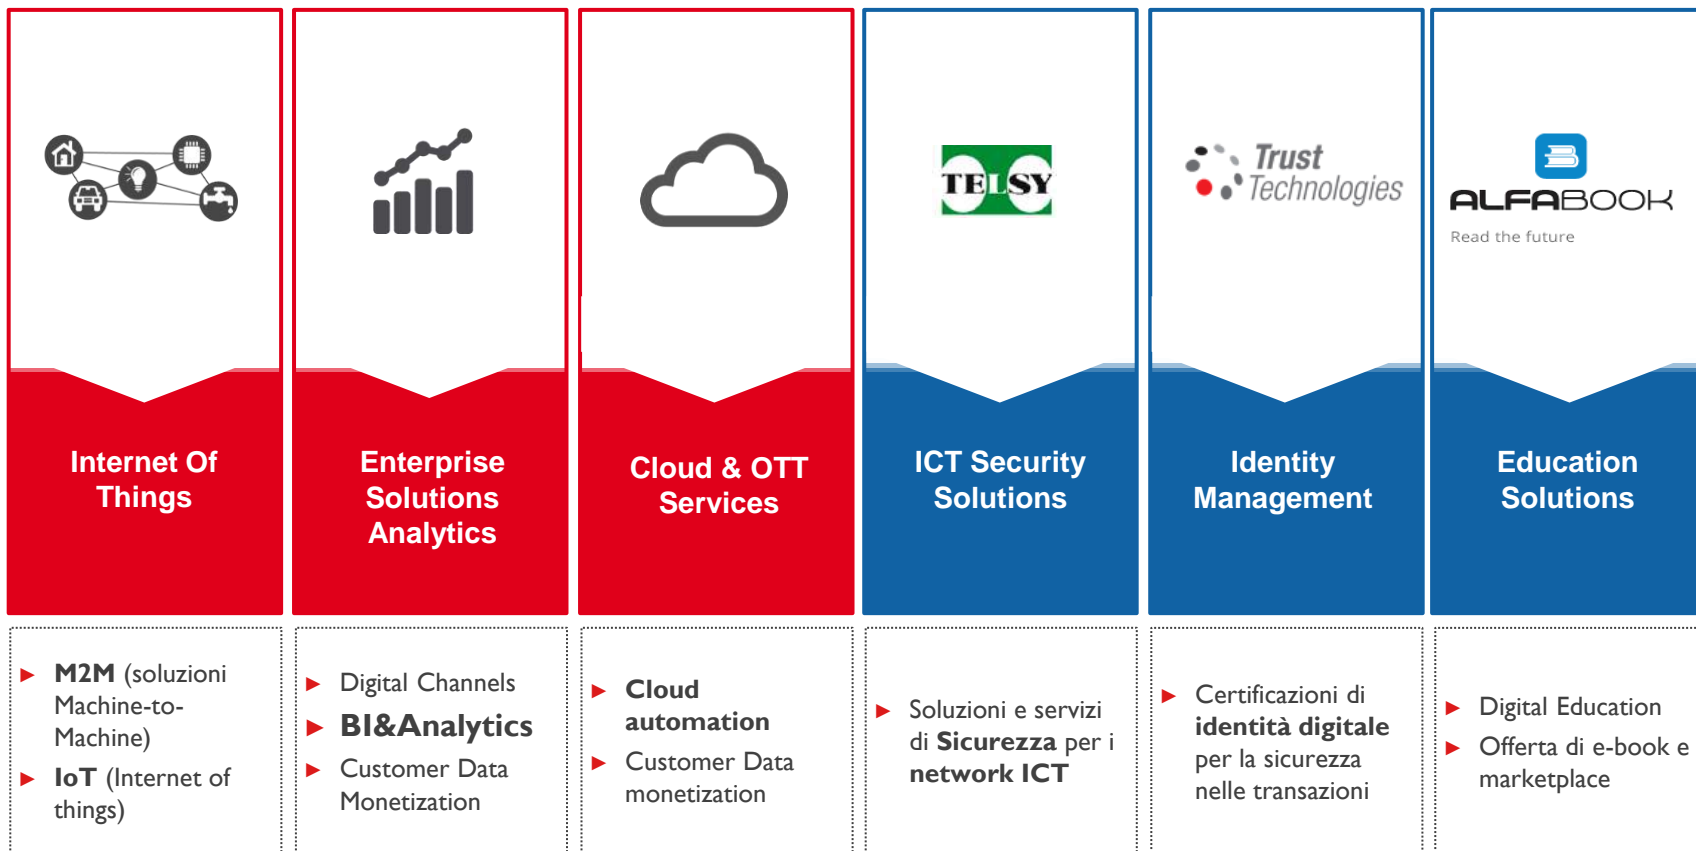 TELSY
Trust
Technologies
ALFABOOK
Read the future
Internet Of
Things
Enterprise
Solutions
Analytics
Cloud & OTT
Services
ICT Security
Solutions
Identity
Management
Education
Solutions
► M2M (soluzioni
Machine-to-
Machine)
► IoT (Internet of
things)
► Digital Channels
► BI&Analytics
► Customer Data
Monetization
► Cloud
automation
► Customer Data
monetization
► Soluzioni e servizi
di Sicurezza per i
network ICT
► Certificazioni di
identità digitale
per la sicurezza
nelle transazioni
► Digital Education
► Offerta di e-book e
marketplace